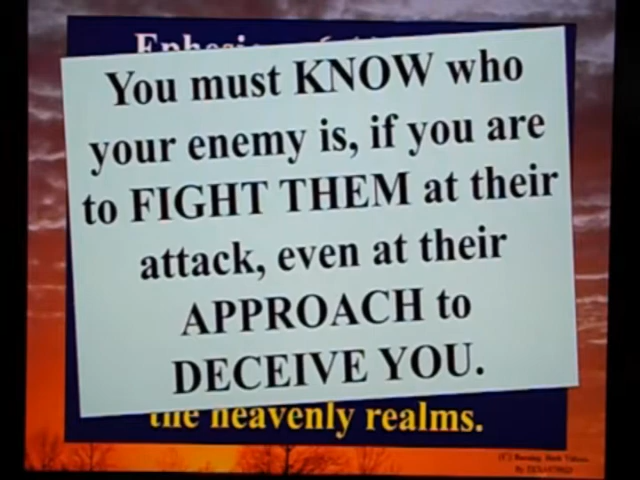 You must KNOW who
your enemy is, if you are
to FIGHT THEM at their
attack, even at their
APPROACH to
DECEIVE YOU.
the heavenly realms.